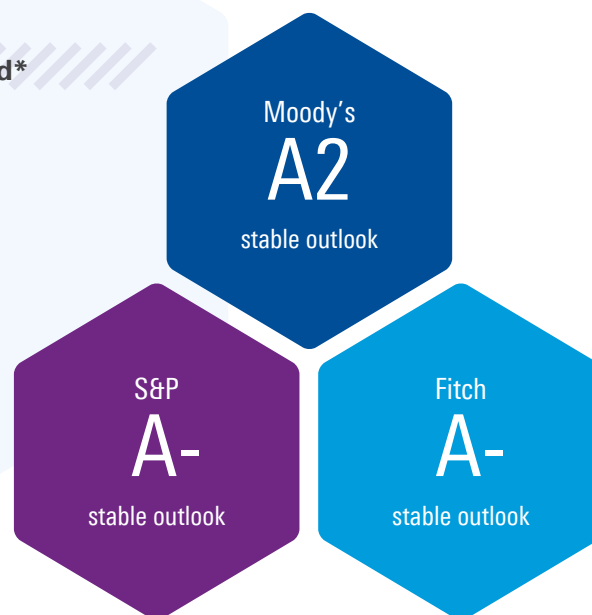 d*
Moody's
A2
stable outlook
S&P
A-
stable outlook
Fitch
A-
stable outlook